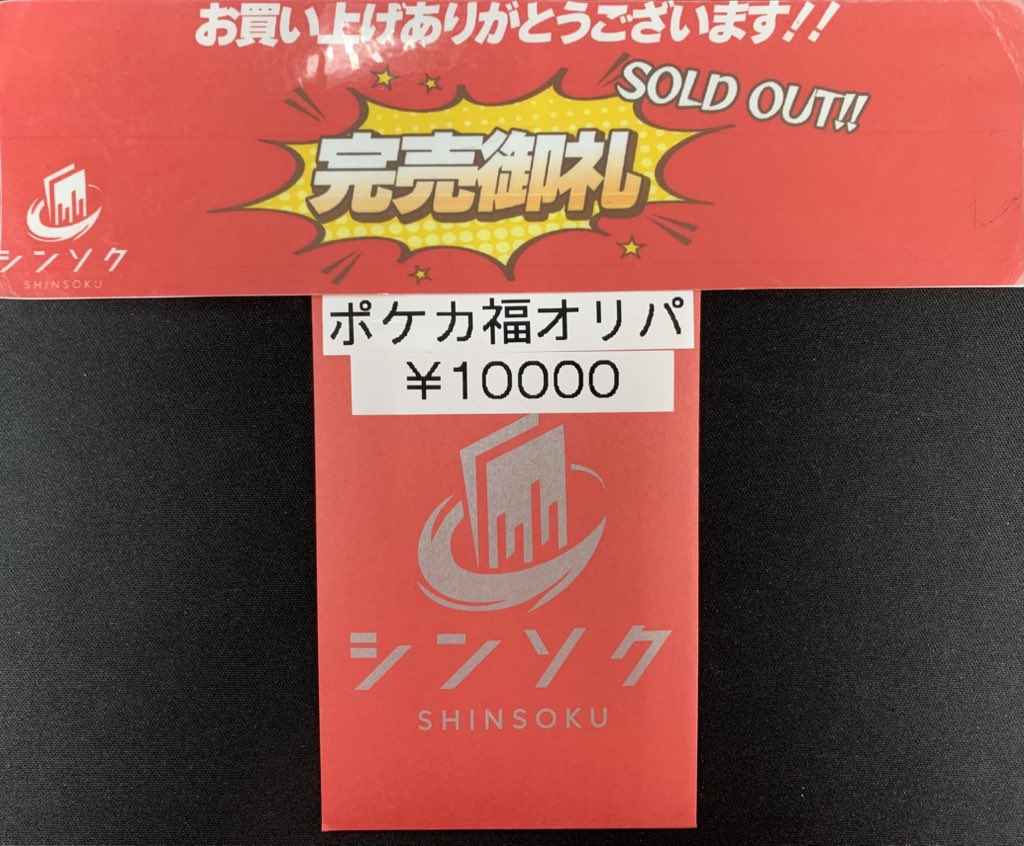 お買い上げありがとうございます!!
SOLD OUT!!
完売御礼
シンソク
SHINSOKU
ポケカ福オリパ
¥10000
シンソク
SHINSOKU